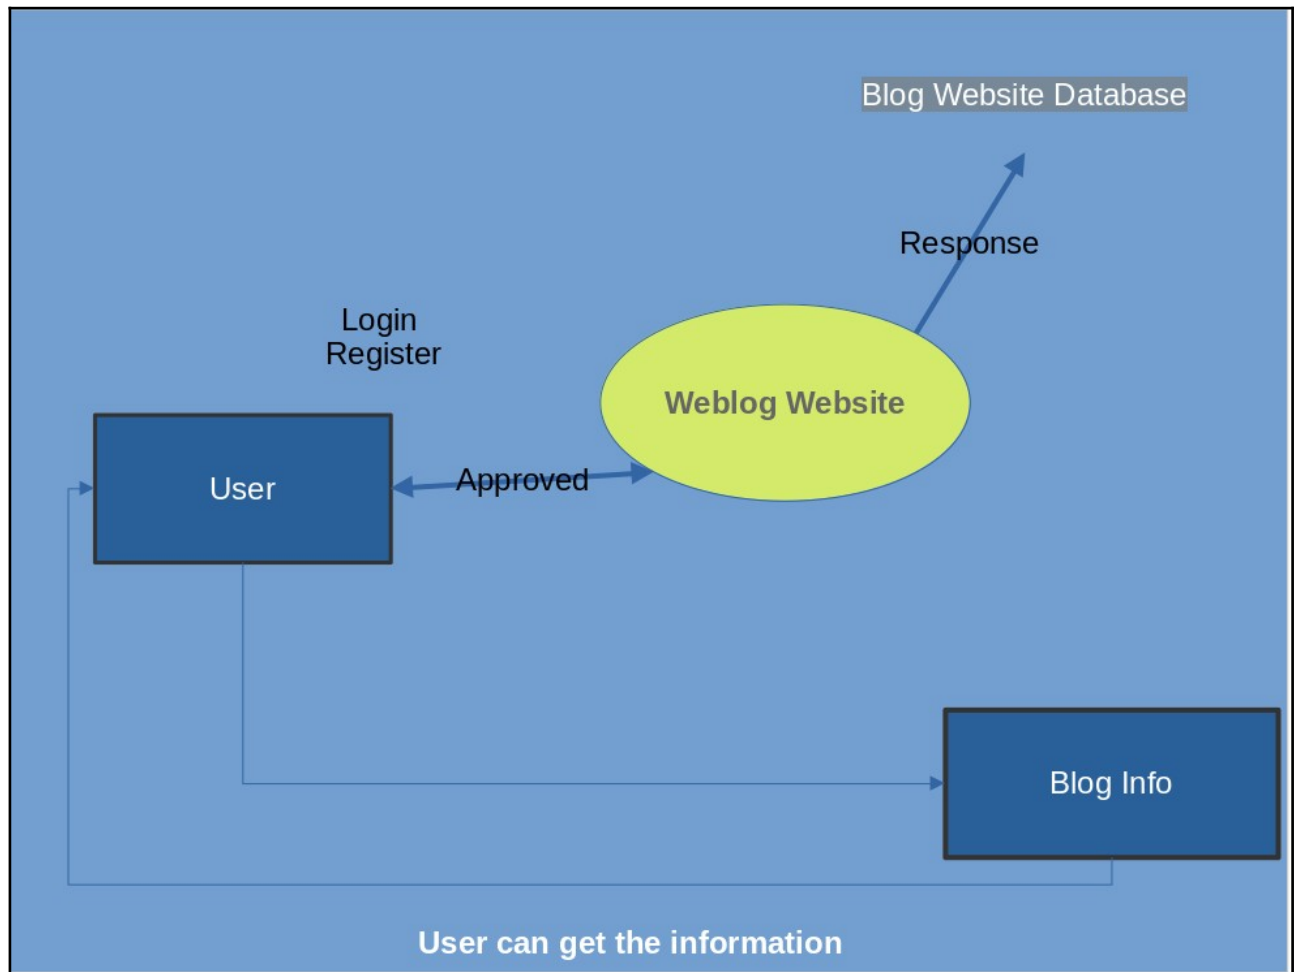 Blog Website Database
Response
Login
Register
Weblog Website
Approved
User
Blog Info
User can get the information